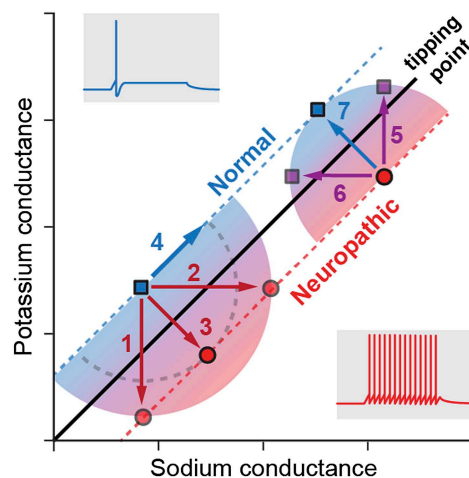 tipping
point
Normal
Neuropathic
1
2
3
4
5
6
7
Potassium conductance
Sodium conductance